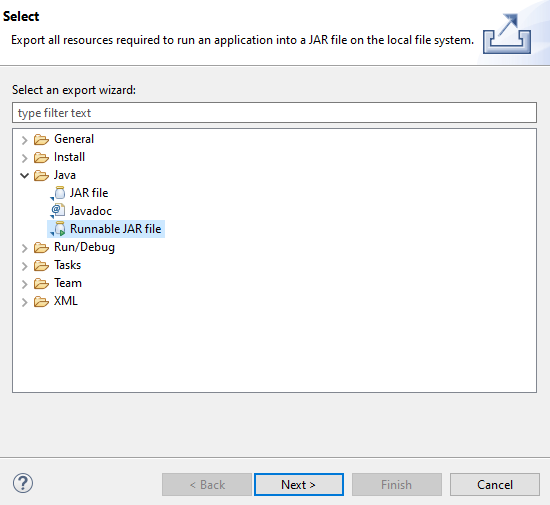 Select
Export all resources required to run an application into a JAR file on the local file system.
Select an export wizard:
type filter text
General
Install
Java
JAR file
Javadoc
Runnable JAR file
Run/Debug
Tasks
Team
XML
< Back
Next >
Finish
Cancel